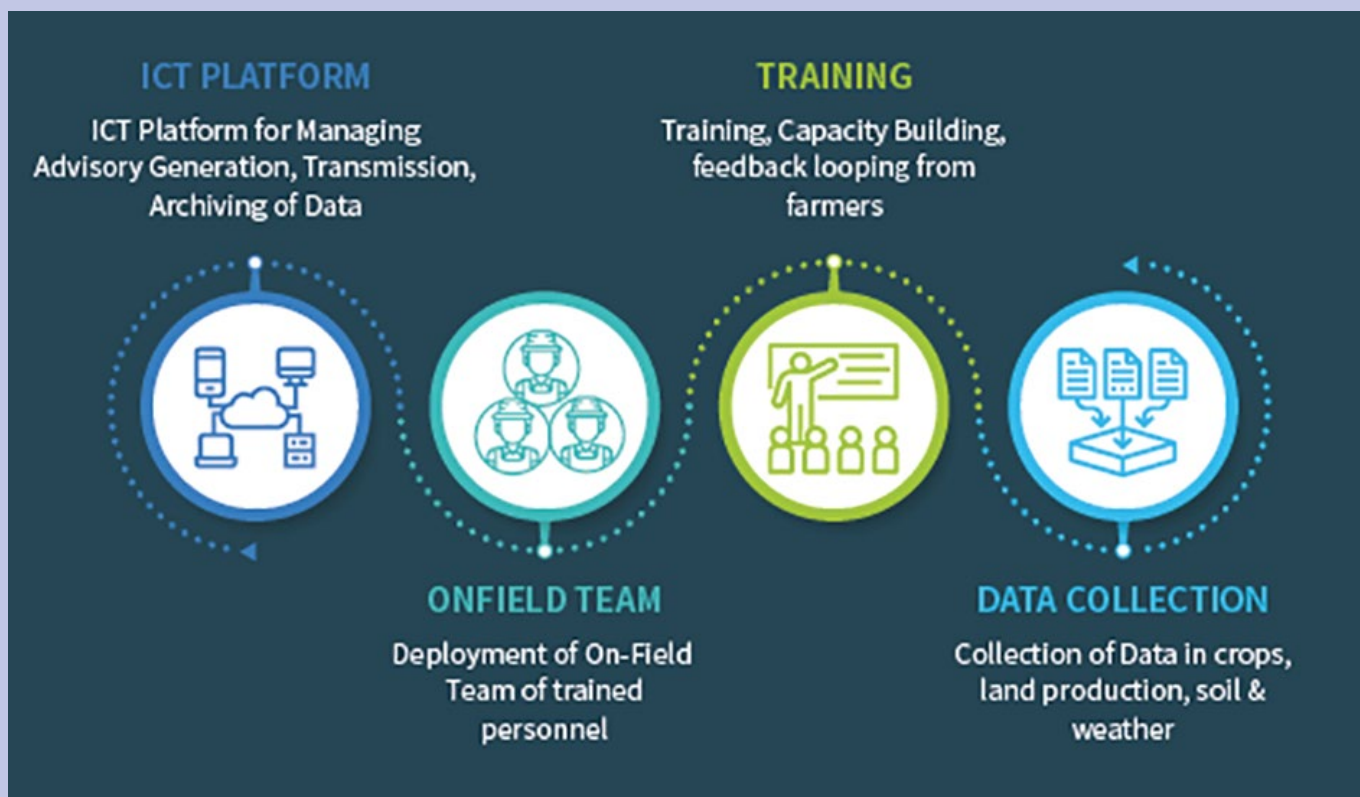 ICT PLATFORM
ICT Platform for Managing
Advisory Generation, Transmission,
Archiving of Data
TRAINING
Training, Capacity Building,
feedback looping from
farmers
ONFIELD TEAM
Deployment of On-Field
Team of trained
personnel
DATA COLLECTION
Collection of Data in crops,
land production, soil &
weather